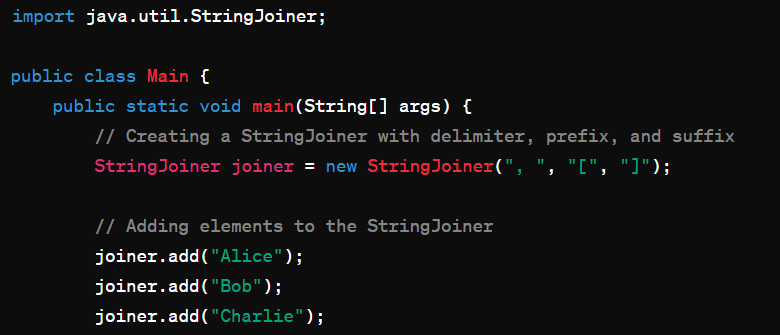 import java.util.StringJoiner;
public class Main {
    public static void main(String[] args) {
        // Creating a StringJoiner with delimiter, prefix, and suffix
        StringJoiner joiner = new StringJoiner(", ", "[", "]");
        // Adding elements to the StringJoiner
        joiner.add("Alice");
        joiner.add("Bob");
        joiner.add("Charlie");